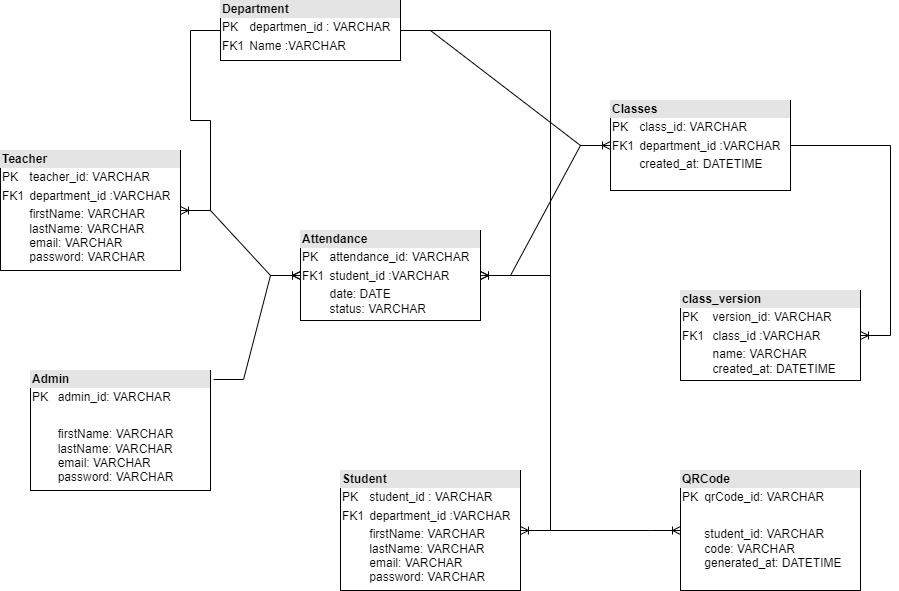 Department
PK departmen_id : VARCHAR
FK1 Name :VARCHAR
Classes
PK class_id: VARCHAR
FK1 department_id :VARCHAR
created_at: DATETIME
Teacher
PK teacher_id: VARCHAR
FK1 department_id :VARCHAR
firstName: VARCHAR
lastName: VARCHAR
email: VARCHAR
password: VARCHAR
Attendance
PK attendance_id: VARCHAR
FK1 student_id :VARCHAR
date: DATE
status: VARCHAR
class_version
PK version_id: VARCHAR
FK1 class_id :VARCHAR
name: VARCHAR
created_at: DATETIME
Admin
PK admin_id: VARCHAR
firstName: VARCHAR
lastName: VARCHAR
email: VARCHAR
password: VARCHAR
Student
PK student_id : VARCHAR
FK1 department_id :VARCHAR
firstName: VARCHAR
lastName: VARCHAR
email: VARCHAR
password: VARCHAR
QRCode
PK qrCode_id: VARCHAR
student_id: VARCHAR
code: VARCHAR
generated_at: DATETIME